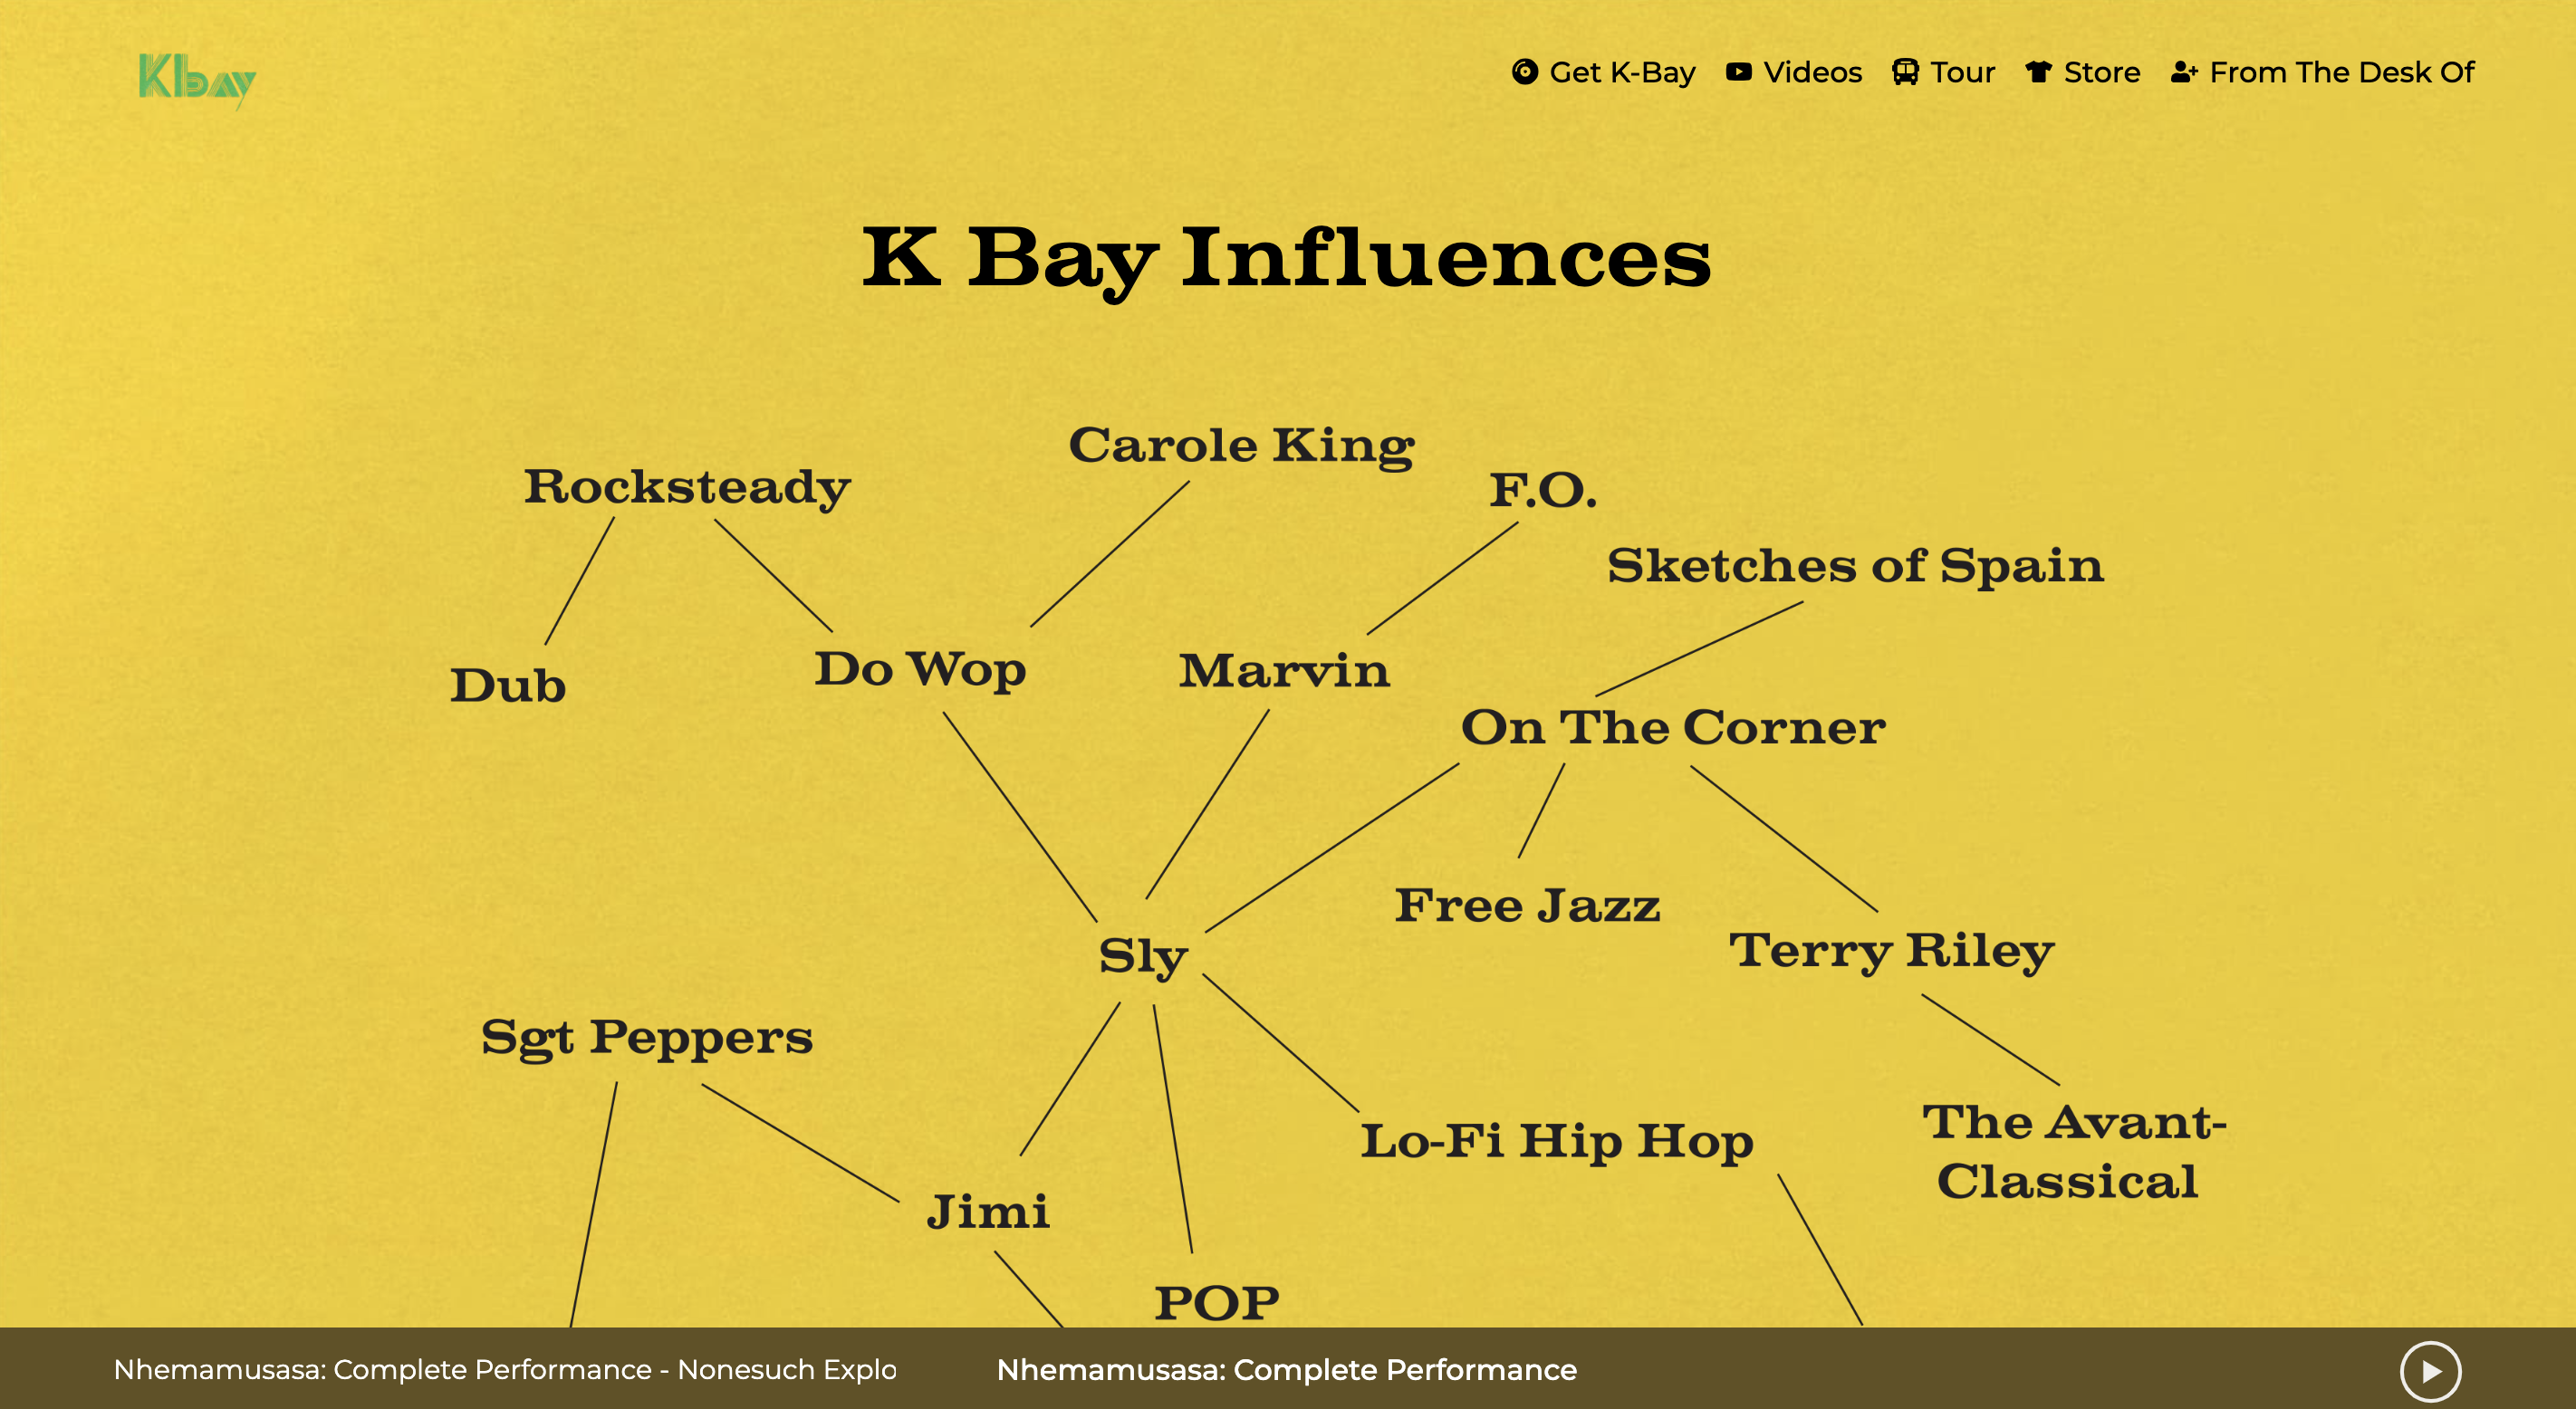 Kbay
Get K-Bay
Videos
Tour
Store
From The Desk Of
K Bay Influences
Carole King
Rocksteady
F.O.
Sketches of Spain
Do Wop
Marvin
Dub
On The Corner
Free Jazz
Sly
Terry Riley
Sgt Peppers
Lo-Fi Hip Hop
The Avant-
Classical
Jimi
POP
Nhemamusasa: Complete Performance - Nonesuch Explo
Nhemamusasa: Complete Performance